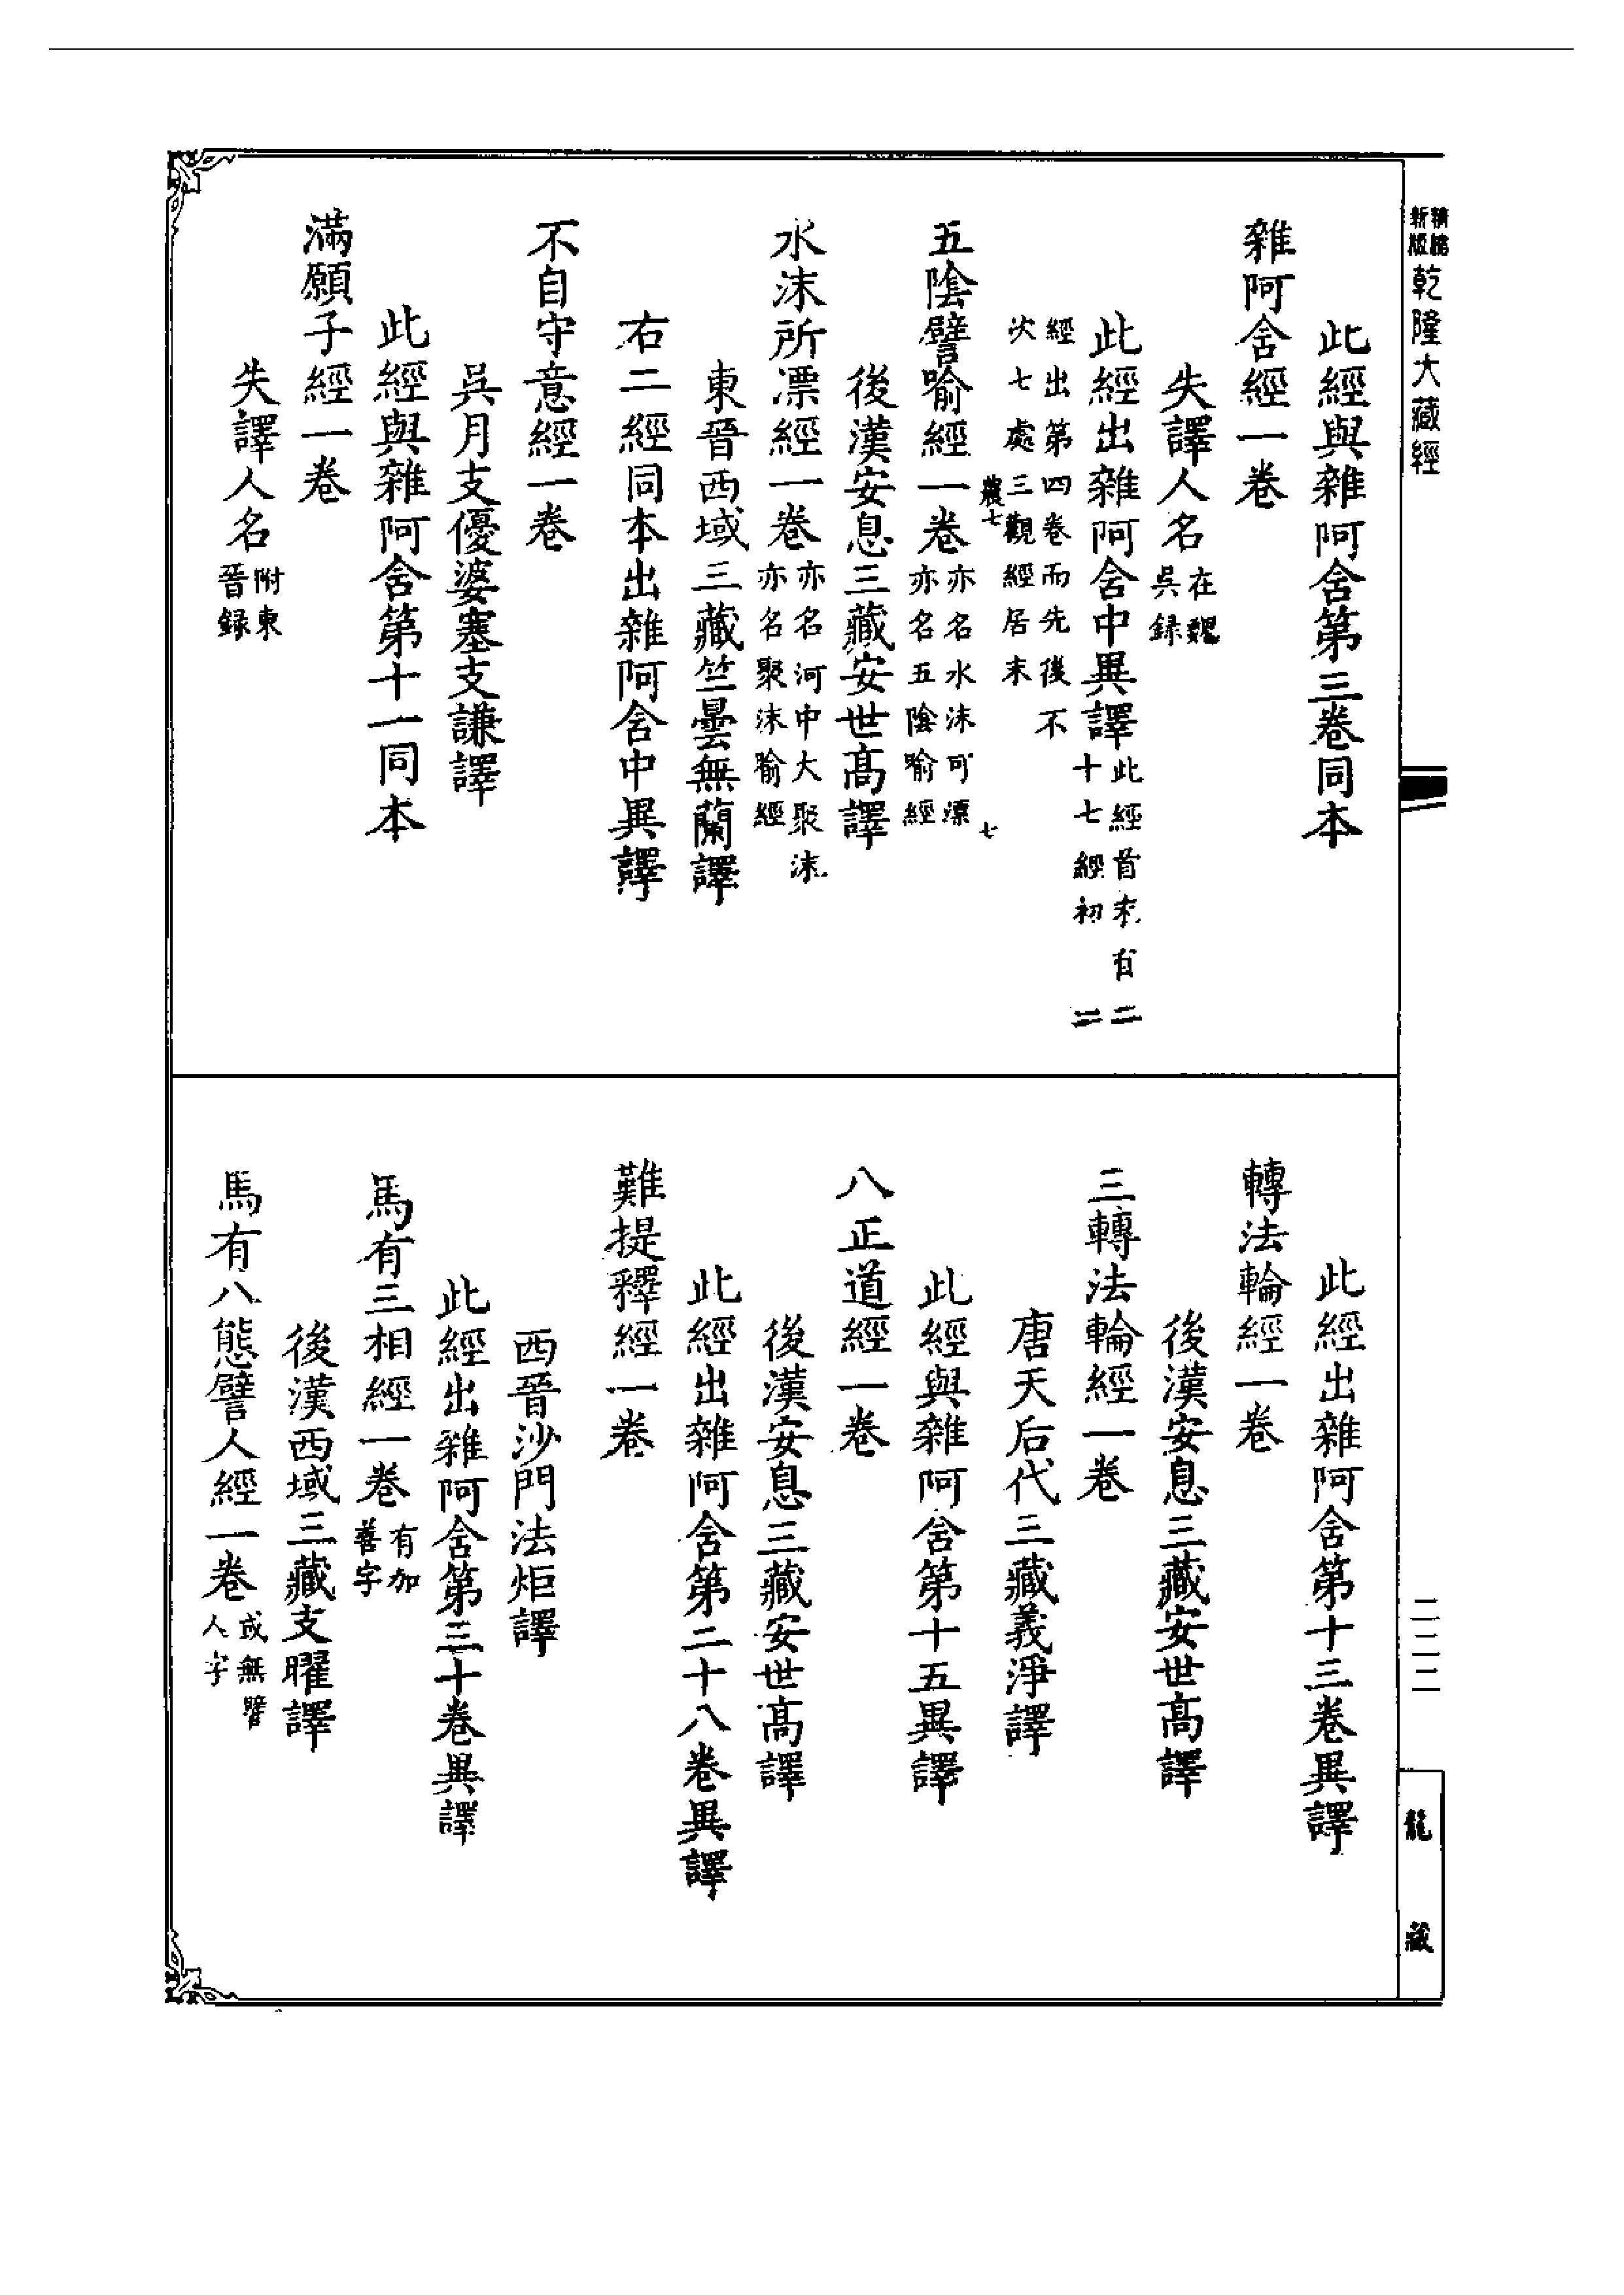 新版精縮乾隆大藏經
此經與雜阿含第三卷同本
雜阿含經一卷
失譯人名在魏吳録
此經出雜阿含中異譯此經首末有二十七經初二
經出第四卷而先後不次七處三觀經居末
農七 七
五陰譬喻經一卷亦名水沫可漂亦名五陰喻經
後漢安息三藏安世高譯
水沫所漂經一卷亦名河中大聚沫亦名聚沫喻經
東晉西域三藏竺曇無蘭譯
右二經同本出雜阿含中異譯
不自守意經一卷
吳月支優婆塞支謙譯
此經與雜阿含第十一同本
滿願子經一卷
失譯人名附東晉録
此經出雜阿含第十三卷異譯
轉法輪經一卷
後漢安息三藏安世高譯
三轉法輪經一卷
唐天后代三藏義淨譯
此經與雜阿含第十五異譯
八正道經一卷
後漢安息三藏安世高譯
此經出雜阿含第二十八卷異譯
難提釋經一卷
西晉沙門法炬譯
此經出雜阿含第三十卷異譯
馬有三相經一卷有加善字
後漢西域三藏支曜譯
馬有八態譬人經一卷或無譬人字
二二二
龍藏